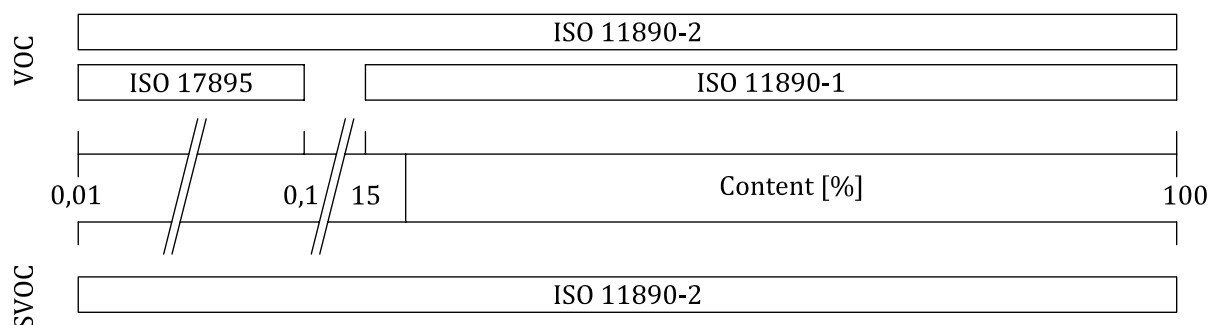 VOC
ISO 11890-2
ISO 17895
ISO 11890-1
0,01
0,1
15
Content [%]
100
SVOC
ISO 11890-2